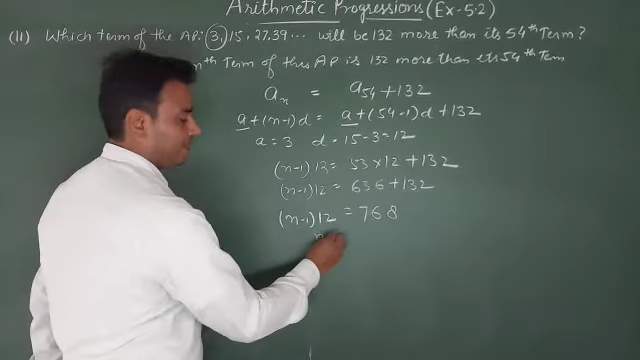 Arithmetic Progressions (Ex-5.2)
(11) Which term of the AP: 3, 15, 27, 39... will be 132 more than its 54th Term?
nth Term of this AP is 132 more than its 54th Term
an = a54 + 132
a + (n-1)d = a + (54-1)d + 132
a = 3 d = 15 - 3 = 12
(n-1)12 = 53 × 12 + 132
(n-1)12 = 636 + 132
(n-1)12 = 768
n